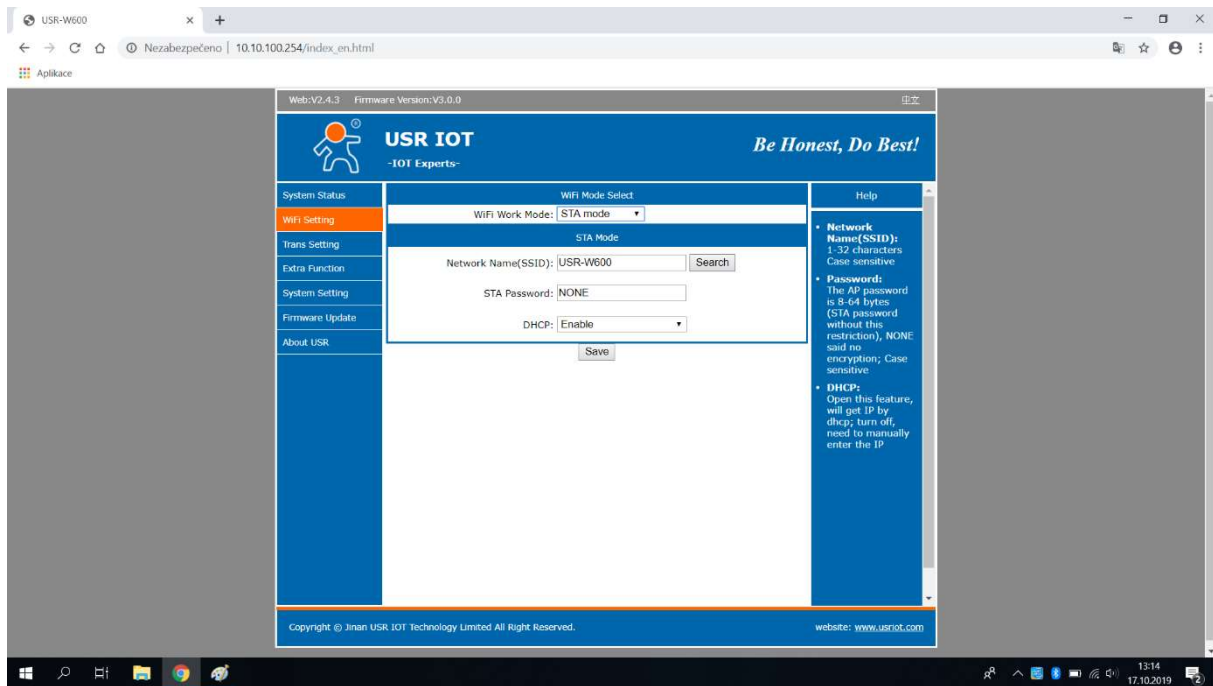 USR-W600
Nezabezpečeno | 10.10.100.254/index_en.html
Aplikace
Web:V2.4.3 Firmware Version:V3.0.0 中文
USR IOT
-IOT Experts-
Be Honest, Do Best!
System Status
WiFi Setting
Trans Setting
Extra Function
System Setting
Firmware Update
About USR
WiFi Mode Select
WiFi Work Mode: STA mode
STA Mode
Network Name(SSID): USR-W600 Search
STA Password: NONE
DHCP: Enable
Save
Help
• Network
Name(SSID):
1-32 characters
Case sensitive
• Password:
The AP password
is 8-64 bytes
(STA password
without this
restriction), NONE
said no
encryption; Case
sensitive
• DHCP:
Open this feature,
will get IP by
dhcp; turn off,
need to manually
enter the IP
Copyright © Jinan USR IOT Technology Limited All Right Reserved. website: www.usriot.com
13:14
17.10.2019
2